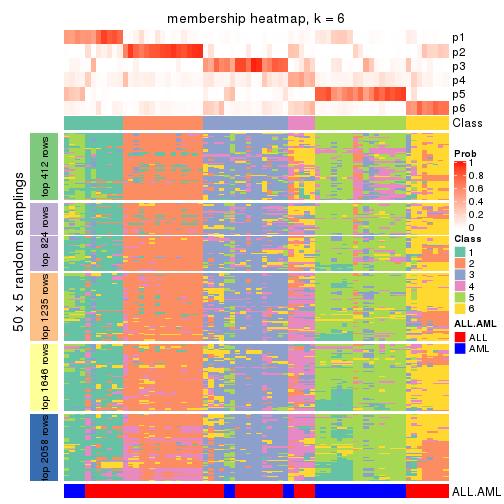 membership heatmap, k = 6
p1
p2
p3
p4
p5
p6
Class
50 x 5 random samplings
top 412 rows
top 824 rows
top 1235 rows
top 1646 rows
top 2058 rows
ALL.AML
Prob
1
0.8
0.6
0.4
0.2
0
Class
1
2
3
4
5
6
ALL.AML
ALL
AML